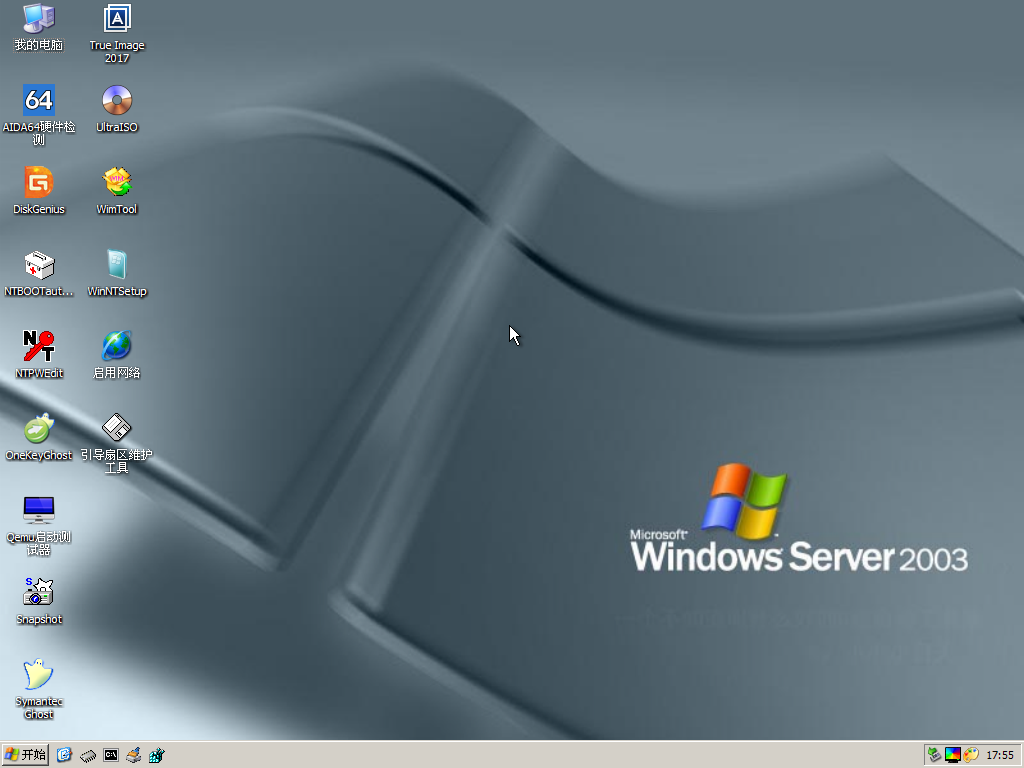 我的电脑
True Image
2017
AIDA64硬件检
测
UltraISO
DiskGenius
WimTool
NTBOOTaut...
WinNTSetup
NTPWEdit
启用网络
OneKeyGhost
引导扇区维护
工具
Qemu启动测
试器
Snapshot
Symantec
Ghost
64
Microsoft
Windows Server 2003
开始
17:55